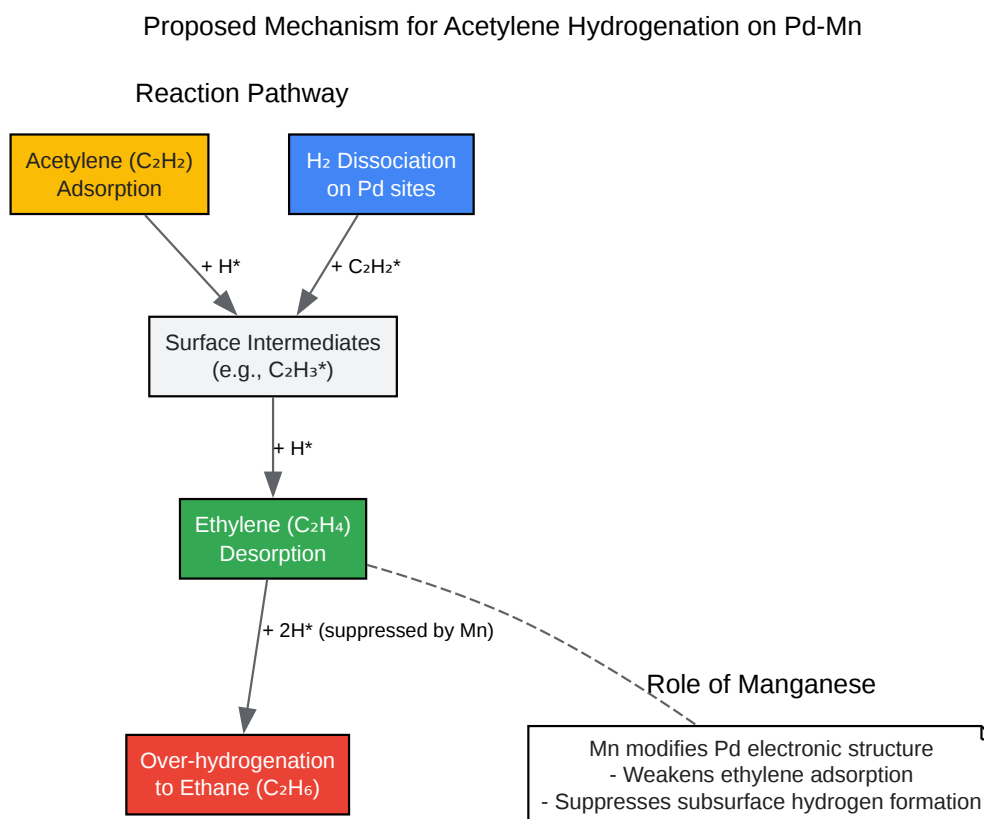 Proposed Mechanism for Acetylene Hydrogenation on Pd-Mn
Reaction Pathway
Acetylene (C₂H₂)
Adsorption
H₂ Dissociation
on Pd sites
+ H*
+ C₂H₂*
Surface Intermediates
(e.g., C₂H₃*)
+ H*
Ethylene (C₂H₄)
Desorption
+ 2H* (suppressed by Mn)
Role of Manganese
Over-hydrogenation
to Ethane (C₂H₆)
Mn modifies Pd electronic structure
- Weakens ethylene adsorption
- Suppresses subsurface hydrogen formation